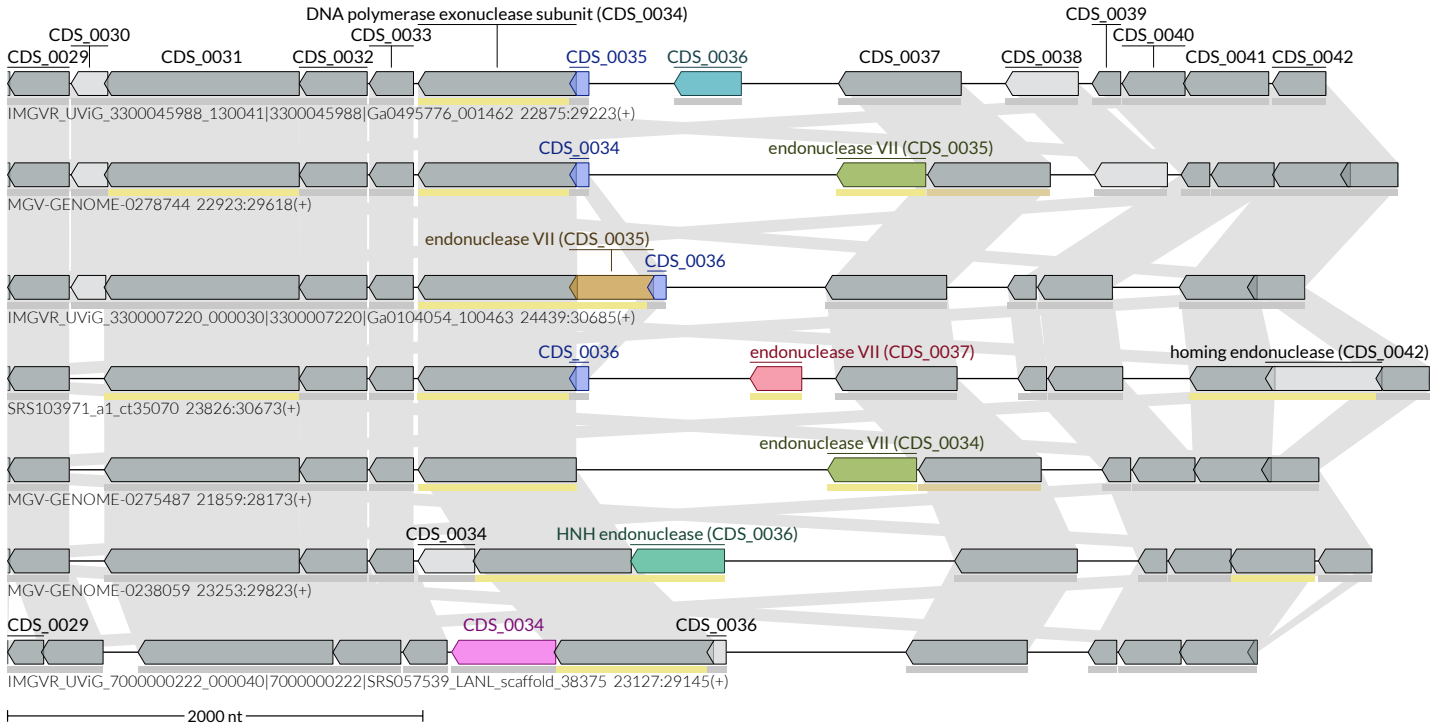 DNA polymerase exonuclease subunit (CDS_0034)
CDS_0039
CDS_0030 CDS_0033 CDS_0040
CDS_0029 CDS_0031 CDS_0032 CDS_0035 CDS_0036 CDS_0037 CDS_0038 CDS_0041 CDS_0042
IMGVR_UViG_3300045988_130041|3300045988|Ga0495776_001462 22875:29223(+)
CDS_0034 endonuclease VII (CDS_0035)
MGV-GENOME-0278744 22923:29618(+)
endonuclease VII (CDS_0035)
CDS_0036
IMGVR_UViG_3300007220_000030|3300007220|Ga0104054_100463 24439:30685(+)
CDS_0036 endonuclease VII (CDS_0037) homing endonuclease (CDS_0042)
SRS103971_a1_ct35070 23826:30673(+)
endonuclease VII (CDS_0034)
MGV-GENOME-0275487 21859:28173(+)
CDS_0034 HNH endonuclease (CDS_0036)
MGV-GENOME-0238059 23253:29823(+)
CDS_0029 CDS_0034 CDS_0036
IMGVR_UViG_7000000222_000040|7000000222|SRS057539_LANL_scaffold_38375 23127:29145(+)
2000 nt